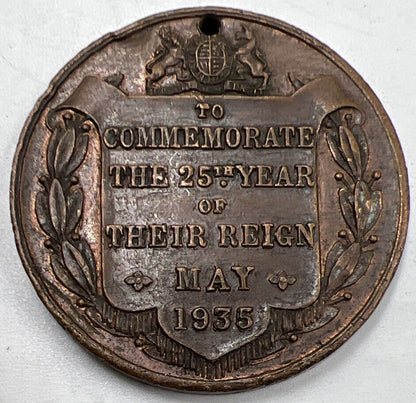 TO
COMMEMORATE
THE 25TH YEAR
OF
THEIR REIGN
MAY
1935